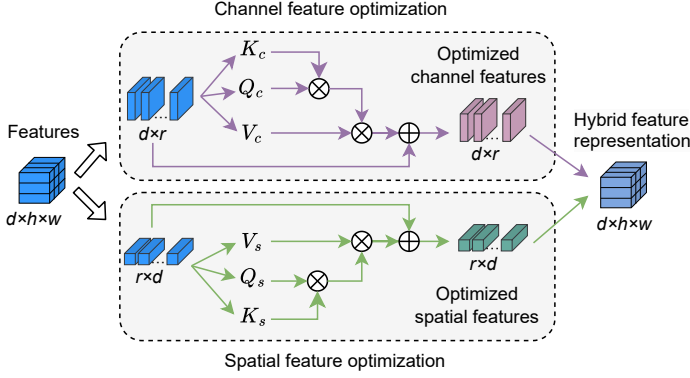 Channel feature optimization
Features
d×h×w
d×r
K_c
Q_c
V_c
Optimized
channel features
d×r
Hybrid feature
representation
d×h×w
r×d
V_s
Q_s
K_s
r×d
Optimized
spatial features
Spatial feature optimization